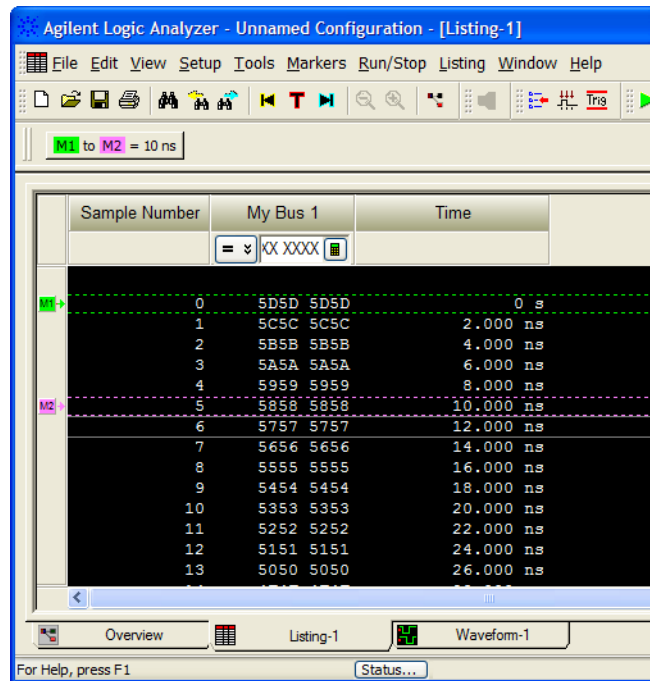 Agilent Logic Analyzer - Unnamed Configuration - [Listing-1]
File Edit View Setup Tools Markers Run/Stop Listing Window Help
T Trig
M1 to M2 = 10 ns
Sample Number My Bus 1 Time
= XX XXXX
M1 0 5D5D 5D5D 0 s
1 5C5C 5C5C 2.000 ns
2 5B5B 5B5B 4.000 ns
3 5A5A 5A5A 6.000 ns
4 5959 5959 8.000 ns
M2 5 5858 5858 10.000 ns
6 5757 5757 12.000 ns
7 5656 5656 14.000 ns
8 5555 5555 16.000 ns
9 5454 5454 18.000 ns
10 5353 5353 20.000 ns
11 5252 5252 22.000 ns
12 5151 5151 24.000 ns
13 5050 5050 26.000 ns
Overview Listing-1 Waveform-1
For Help, press F1 Status...